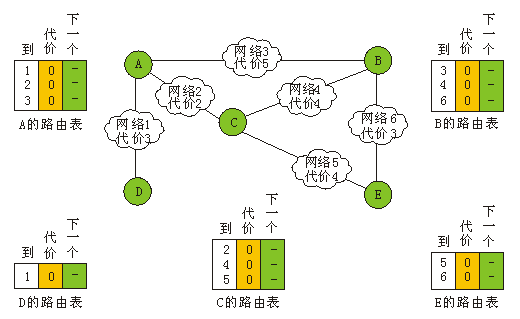 到 代价 下一个
1 0 -
2 0 -
3 0 -
A的路由表
A
网络3
代价5
B
网络2
代价2
网络4
代价4
C
网络1
代价3
网络6
代价3
网络5
代价4
D
E
到 代价 下一个
3 0 -
4 0 -
6 0 -
B的路由表
到 代价 下一个
1 0 -
D的路由表
到 代价 下一个
2 0 -
4 0 -
5 0 -
C的路由表
到 代价 下一个
5 0 -
6 0 -
E的路由表